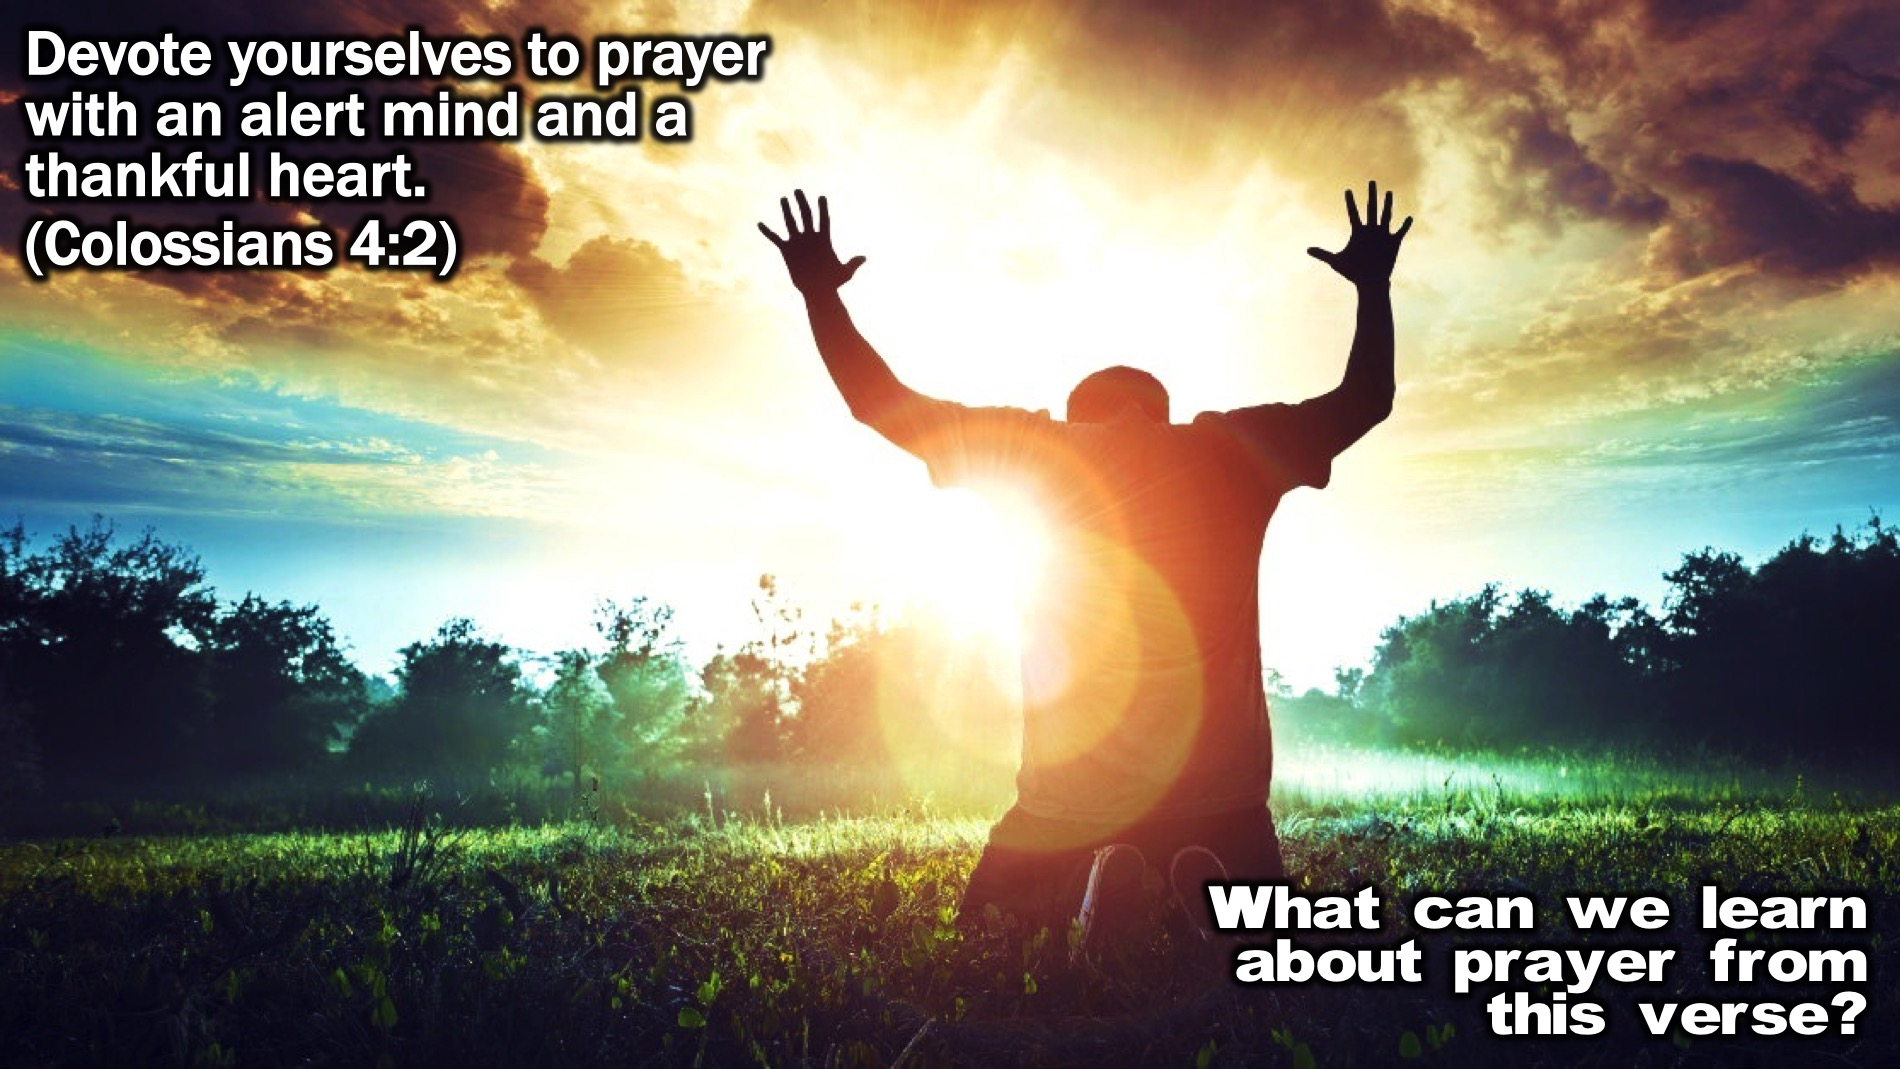 Devote yourselves to prayer
with an alert mind and a
thankful heart.
(Colossians 4:2)
What can we learn
about prayer from
this verse?